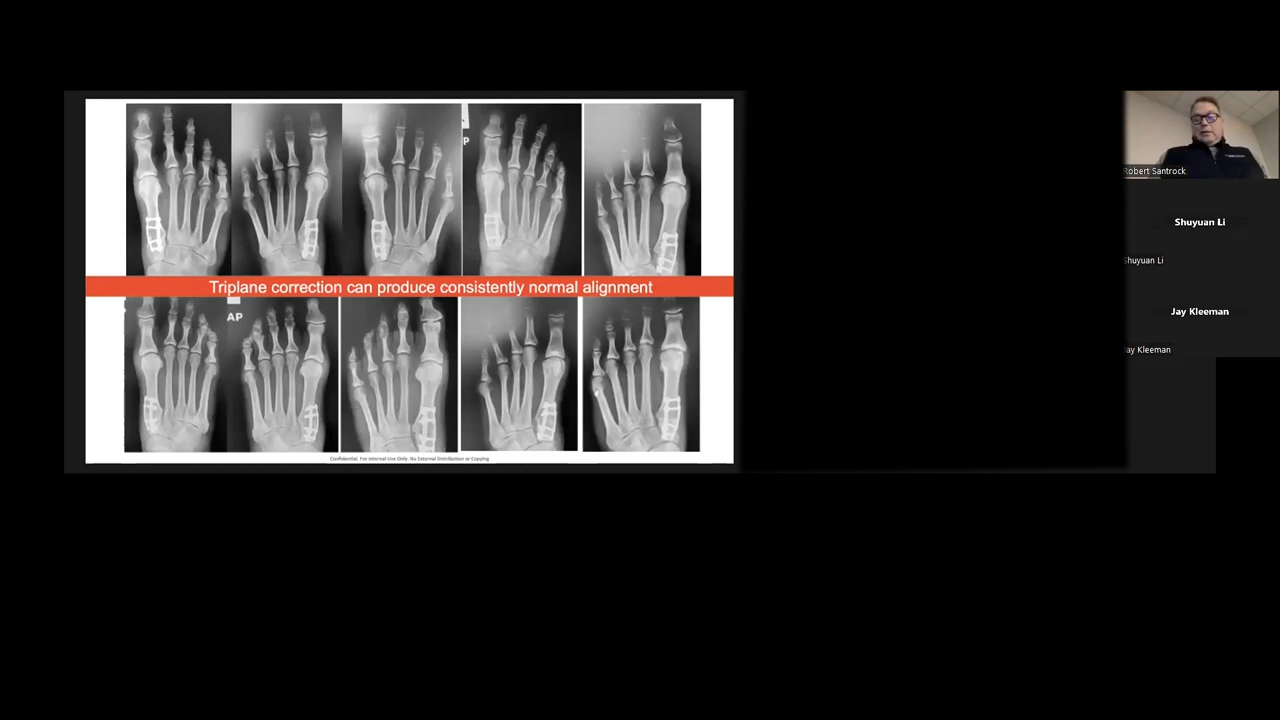 P
Triplane correction can produce consistently normal alignment
AP
Confidential. For Internal Use Only. No External Distribution or Copying
Robert Santrock
Shuyuan Li
Shuyuan Li
Jay Kleeman
Jay Kleeman